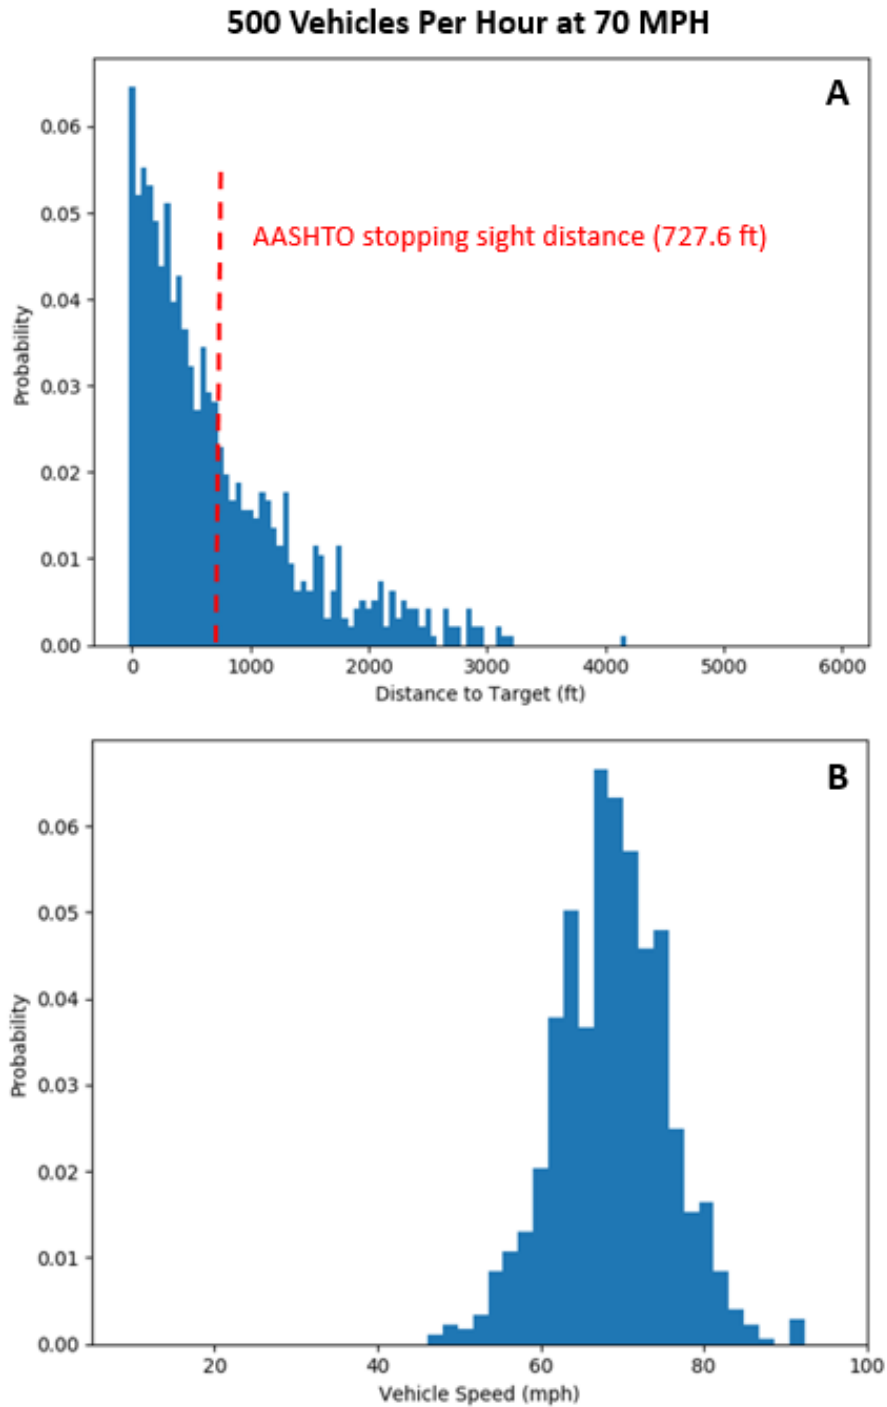 500 Vehicles Per Hour at 70 MPH
A
0.06
0.05
AASHTO stopping sight distance (727.6 ft)
0.04
Probability
0.03
0.02
0.01
0.00
0 1000 2000 3000 4000 5000 6000
Distance to Target (ft)
B
0.06
0.05
0.04
Probability
0.03
0.02
0.01
0.00
20 40 60 80 100
Vehicle Speed (mph)